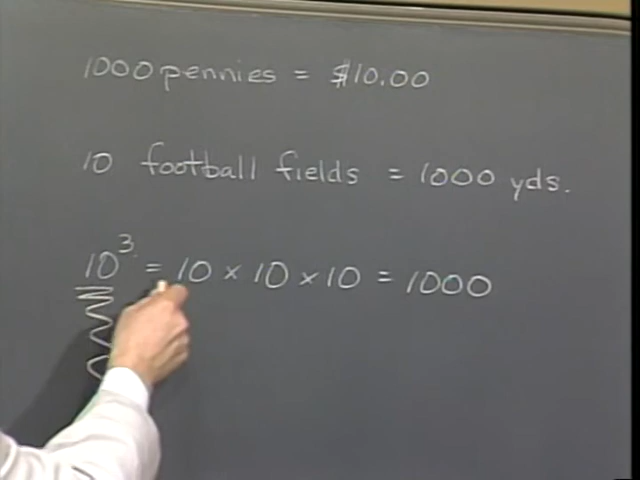 1000 pennies = $10.00
10 football fields = 1000 yds.
10³ = 10 × 10 × 10 = 1000